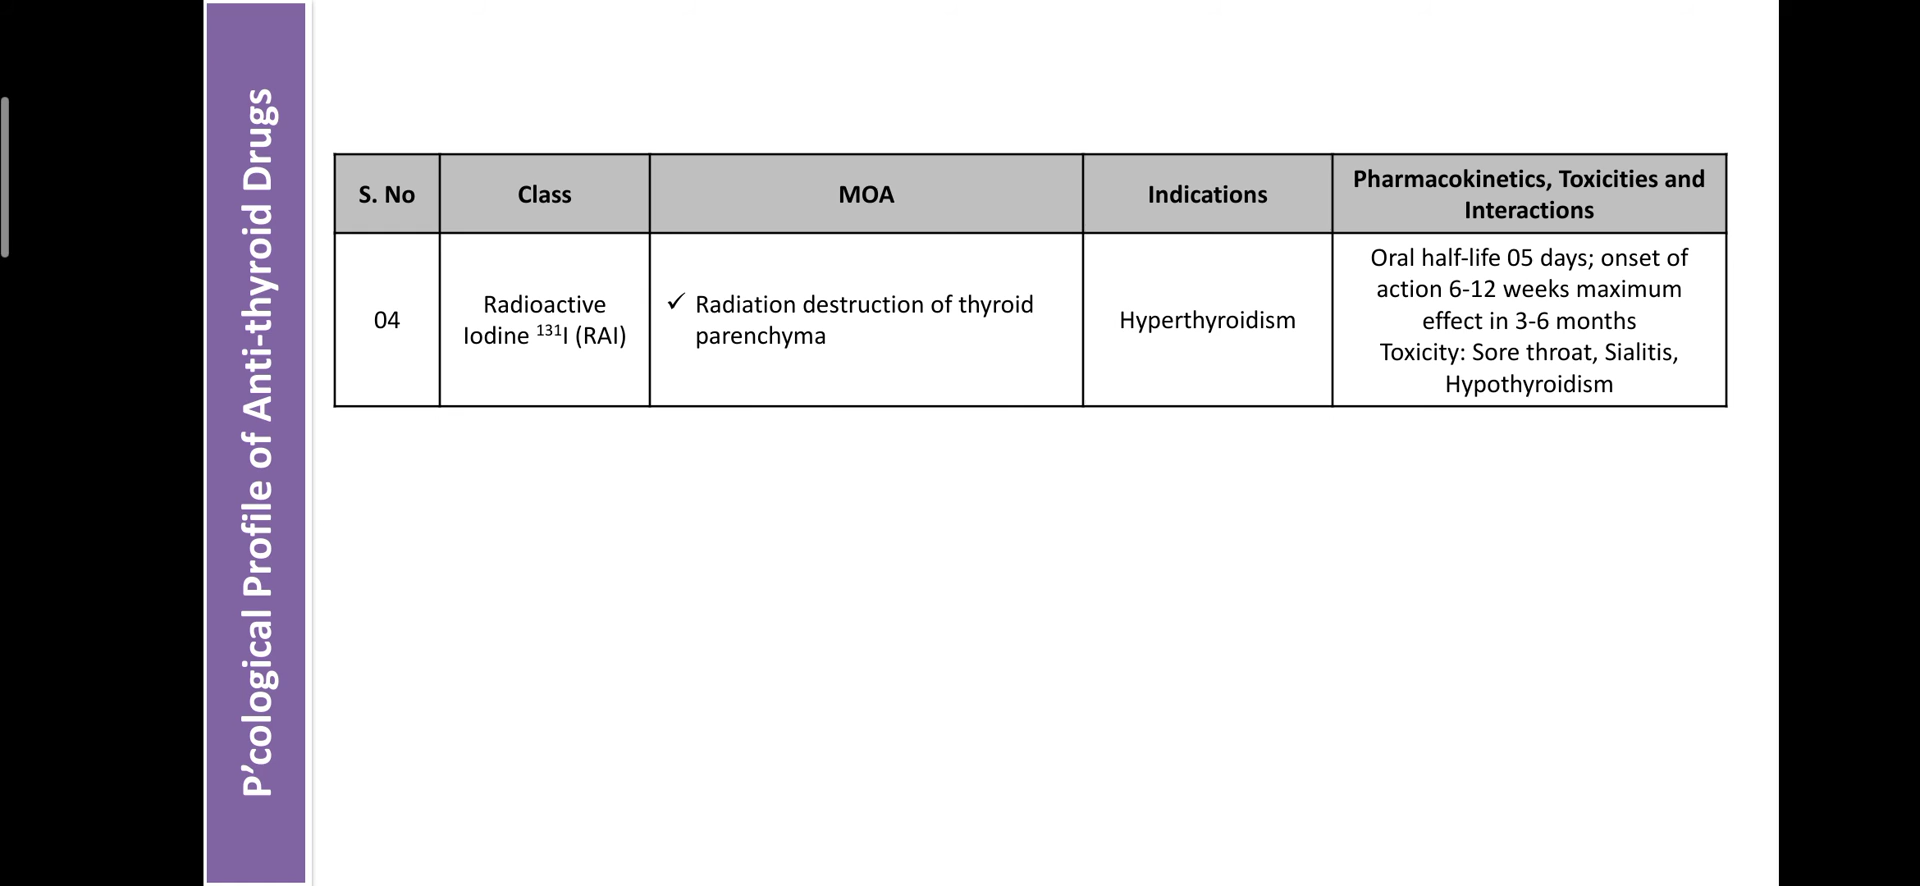 P’cological Profile of Anti-thyroid Drugs
S. No
Class
MOA
Indications
Pharmacokinetics, Toxicities and
Interactions
04
Radioactive
Iodine ¹³¹I (RAI)
✓ Radiation destruction of thyroid
parenchyma
Hyperthyroidism
Oral half-life 05 days; onset of
action 6-12 weeks maximum
effect in 3-6 months
Toxicity: Sore throat, Sialitis,
Hypothyroidism